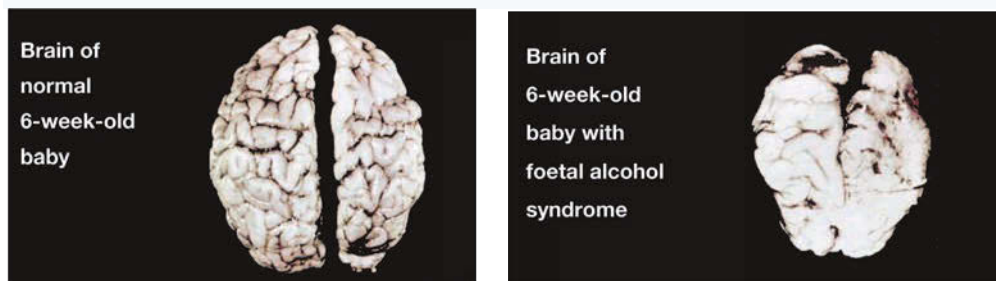 Brain of
normal
6-week-old
baby
Brain of
6-week-old
baby with
foetal alcohol
syndrome